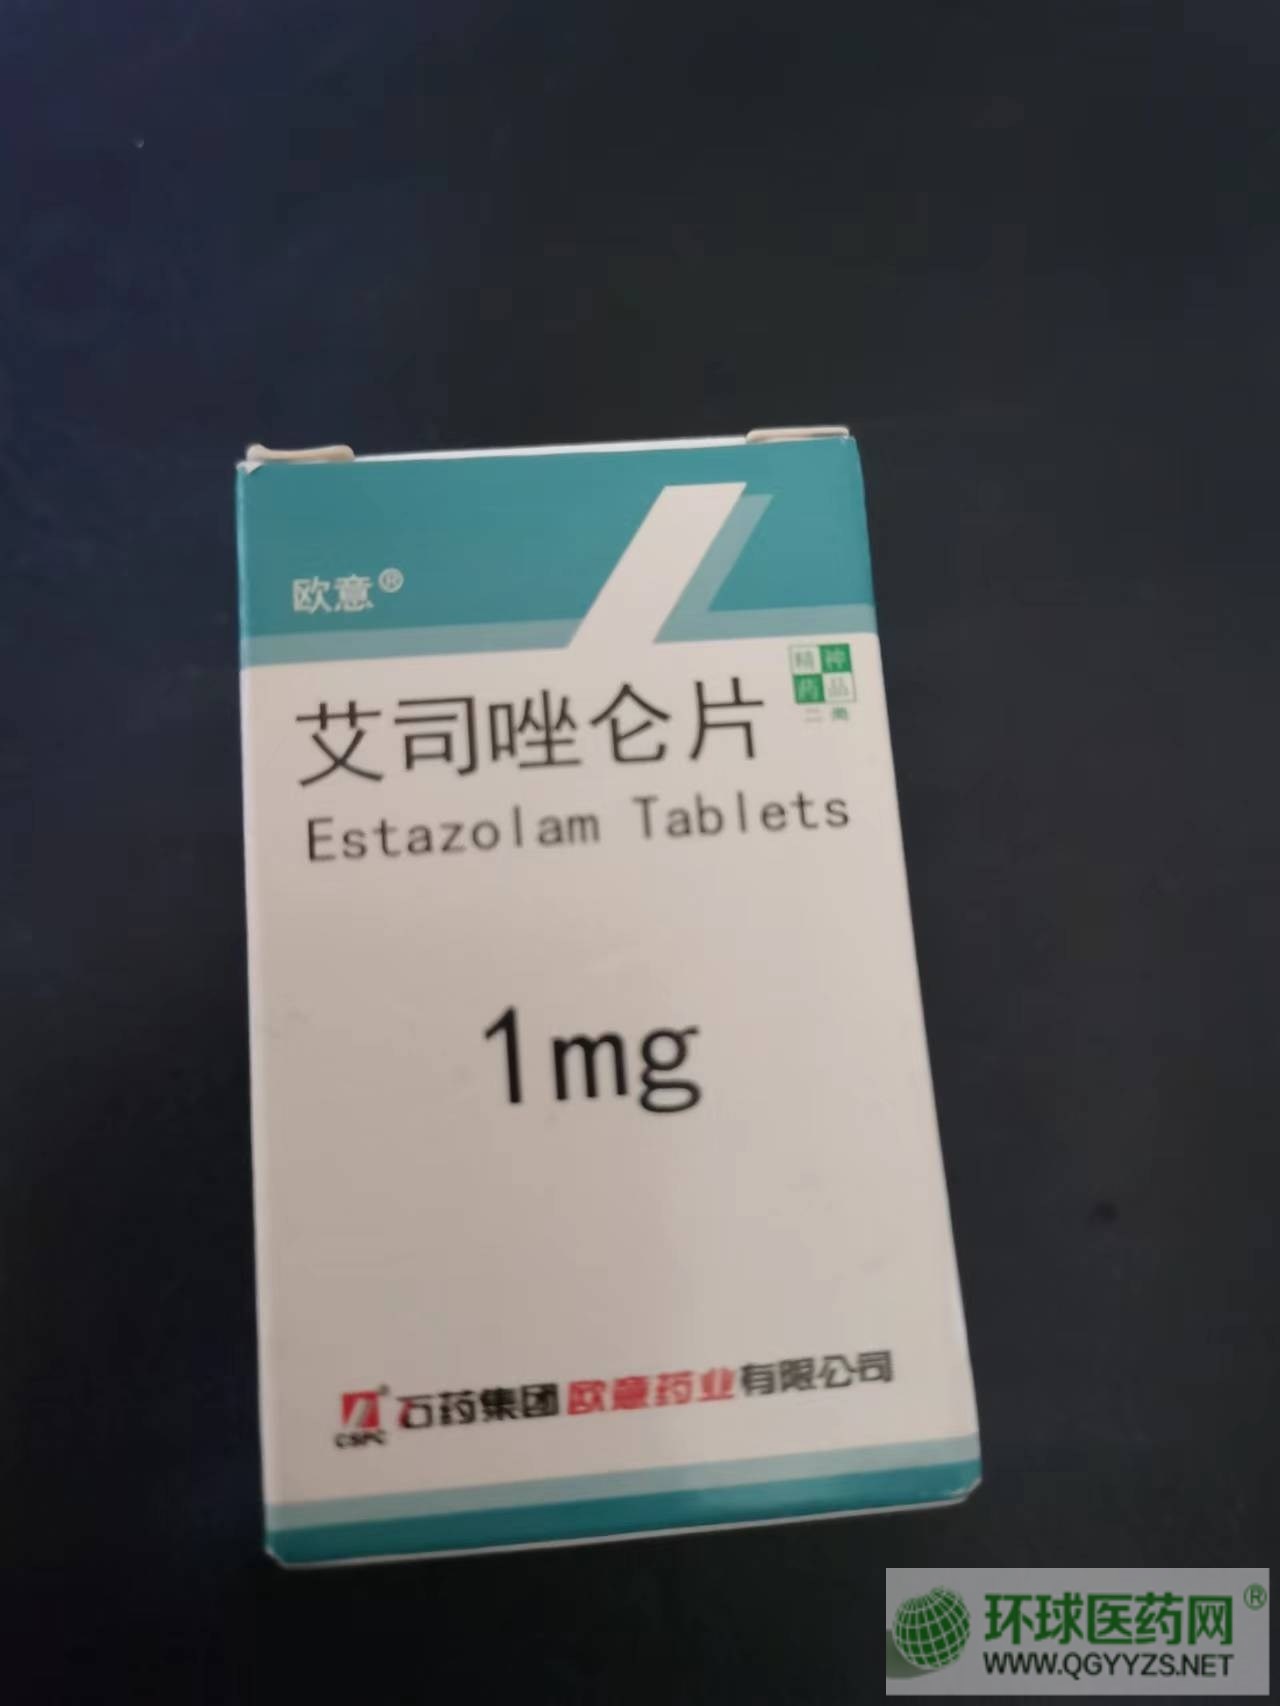 欧意®
精神
药品
二类
艾司唑仑片
Estazolam Tablets
1mg
CSPC 石药集团欧意药业有限公司
环球医药网®
WWW.QGYYZS.NET